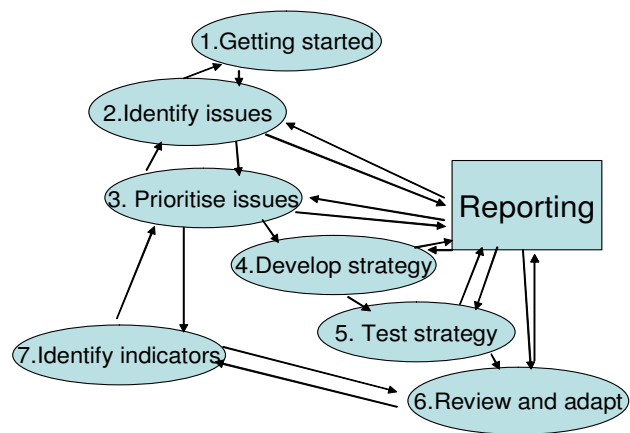 1.Getting started
2.Identify issues
3. Prioritise issues
Reporting
4.Develop strategy
5. Test strategy
7.Identify indicators
6.Review and adapt